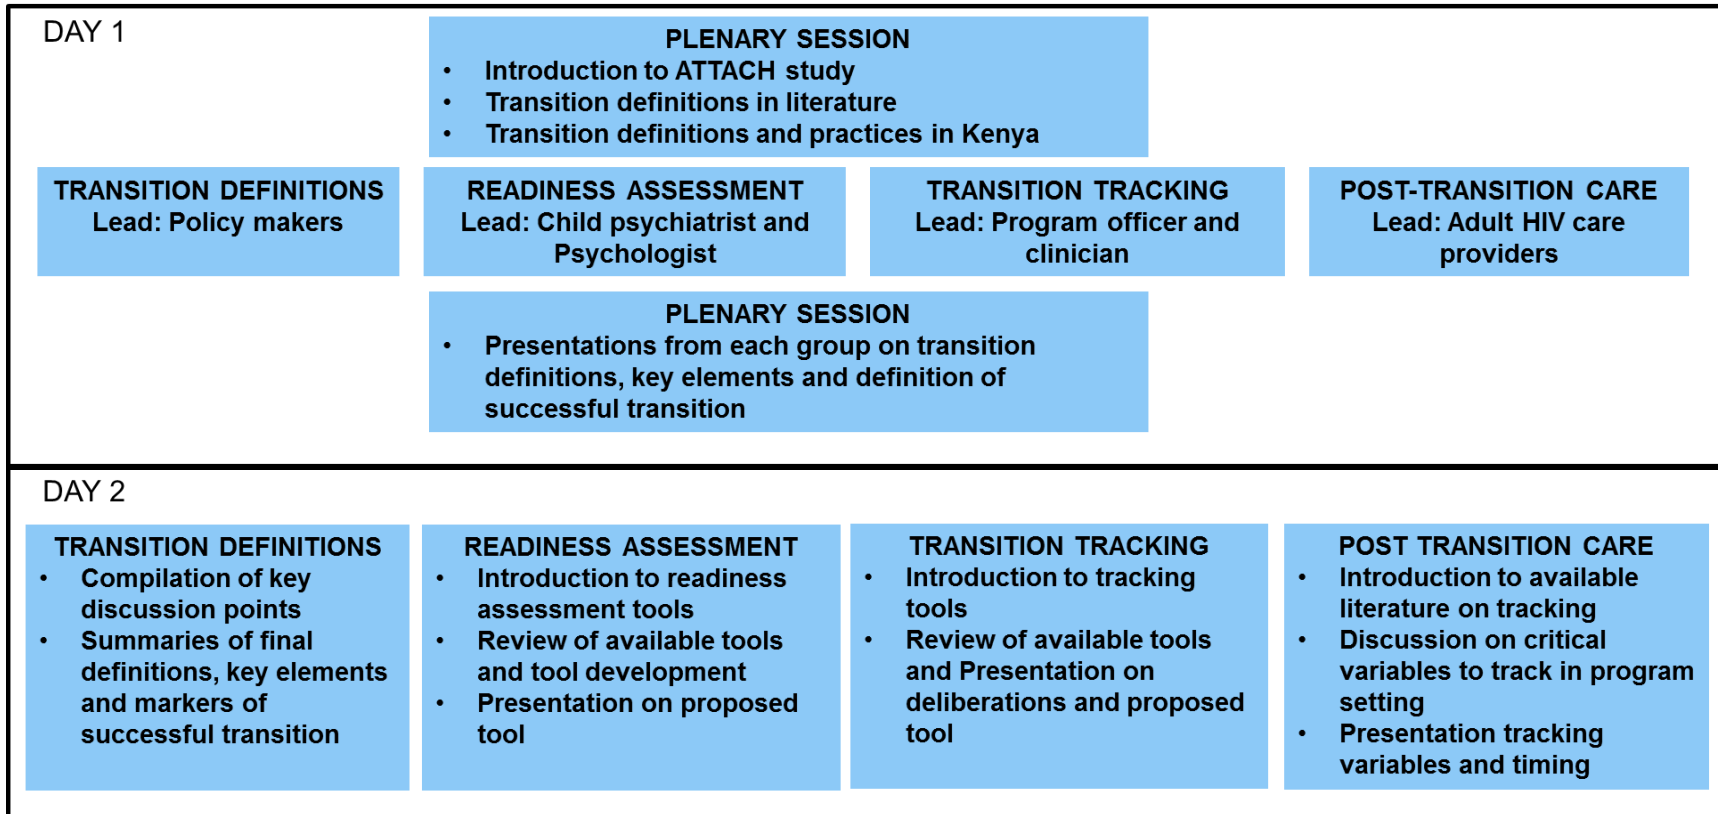 DAY 1
PLENARY SESSION
• Introduction to ATTACH study
• Transition definitions in literature
• Transition definitions and practices in Kenya
TRANSITION DEFINITIONS
Lead: Policy makers
READINESS ASSESSMENT
Lead: Child psychiatrist and
Psychologist
TRANSITION TRACKING
Lead: Program officer and
clinician
POST-TRANSITION CARE
Lead: Adult HIV care
providers
PLENARY SESSION
• Presentations from each group on transition
definitions, key elements and definition of
successful transition
DAY 2
TRANSITION DEFINITIONS
• Compilation of key
discussion points
• Summaries of final
definitions, key elements
and markers of
successful transition
READINESS ASSESSMENT
• Introduction to readiness
assessment tools
• Review of available tools
and tool development
• Presentation on proposed
tool
TRANSITION TRACKING
• Introduction to tracking
tools
• Review of available tools
and Presentation on
deliberations and proposed
tool
POST TRANSITION CARE
• Introduction to available
literature on tracking
• Discussion on critical
variables to track in program
setting
• Presentation tracking
variables and timing